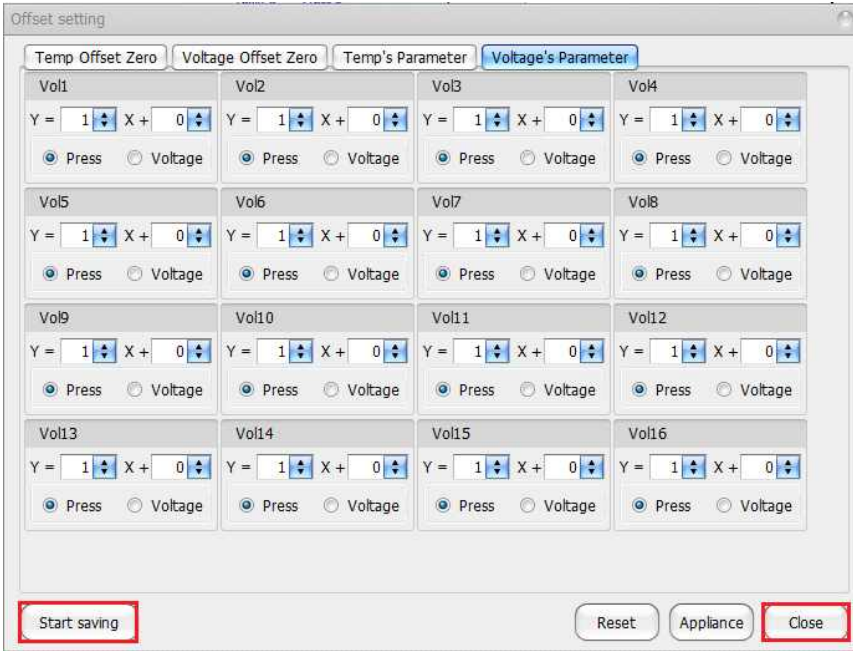 Offset setting
Temp Offset Zero Voltage Offset Zero Temp's Parameter Voltage's Parameter
Vol1 Vol2 Vol3 Vol4
Y = 1 X + 0 Y = 1 X + 0 Y = 1 X + 0 Y = 1 X + 0
Press Voltage Press Voltage Press Voltage Press Voltage
Vol5 Vol6 Vol7 Vol8
Y = 1 X + 0 Y = 1 X + 0 Y = 1 X + 0 Y = 1 X + 0
Press Voltage Press Voltage Press Voltage Press Voltage
Vol9 Vol10 Vol11 Vol12
Y = 1 X + 0 Y = 1 X + 0 Y = 1 X + 0 Y = 1 X + 0
Press Voltage Press Voltage Press Voltage Press Voltage
Vol13 Vol14 Vol15 Vol16
Y = 1 X + 0 Y = 1 X + 0 Y = 1 X + 0 Y = 1 X + 0
Press Voltage Press Voltage Press Voltage Press Voltage
Start saving Reset Appliance Close